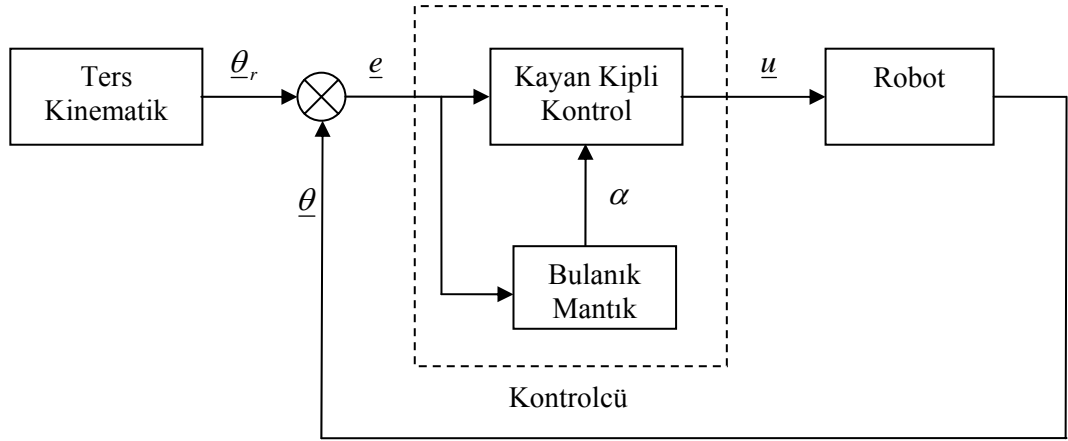 Ters
Kinematik
θr
e
Kayan Kipli
Kontrol
u
Robot
θ
α
Bulanık
Mantık
Kontrolcü